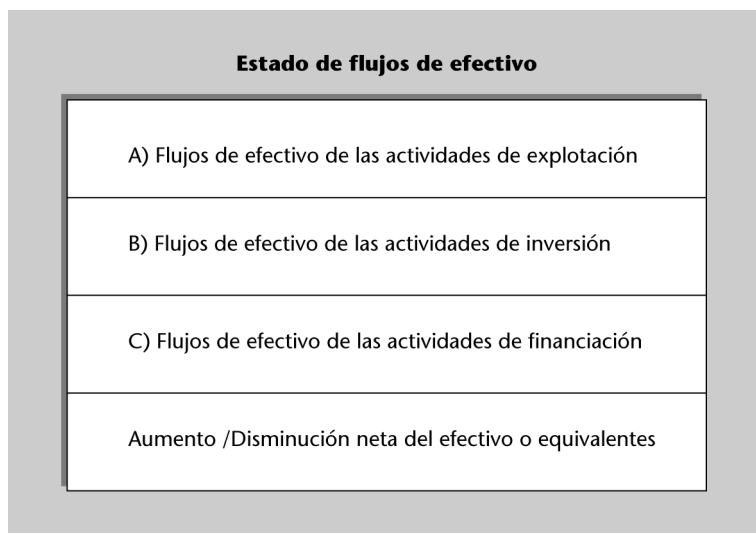 Estado de flujos de efectivo
A) Flujos de efectivo de las actividades de explotación
B) Flujos de efectivo de las actividades de inversión
C) Flujos de efectivo de las actividades de financiación
Aumento /Disminución neta del efectivo o equivalentes